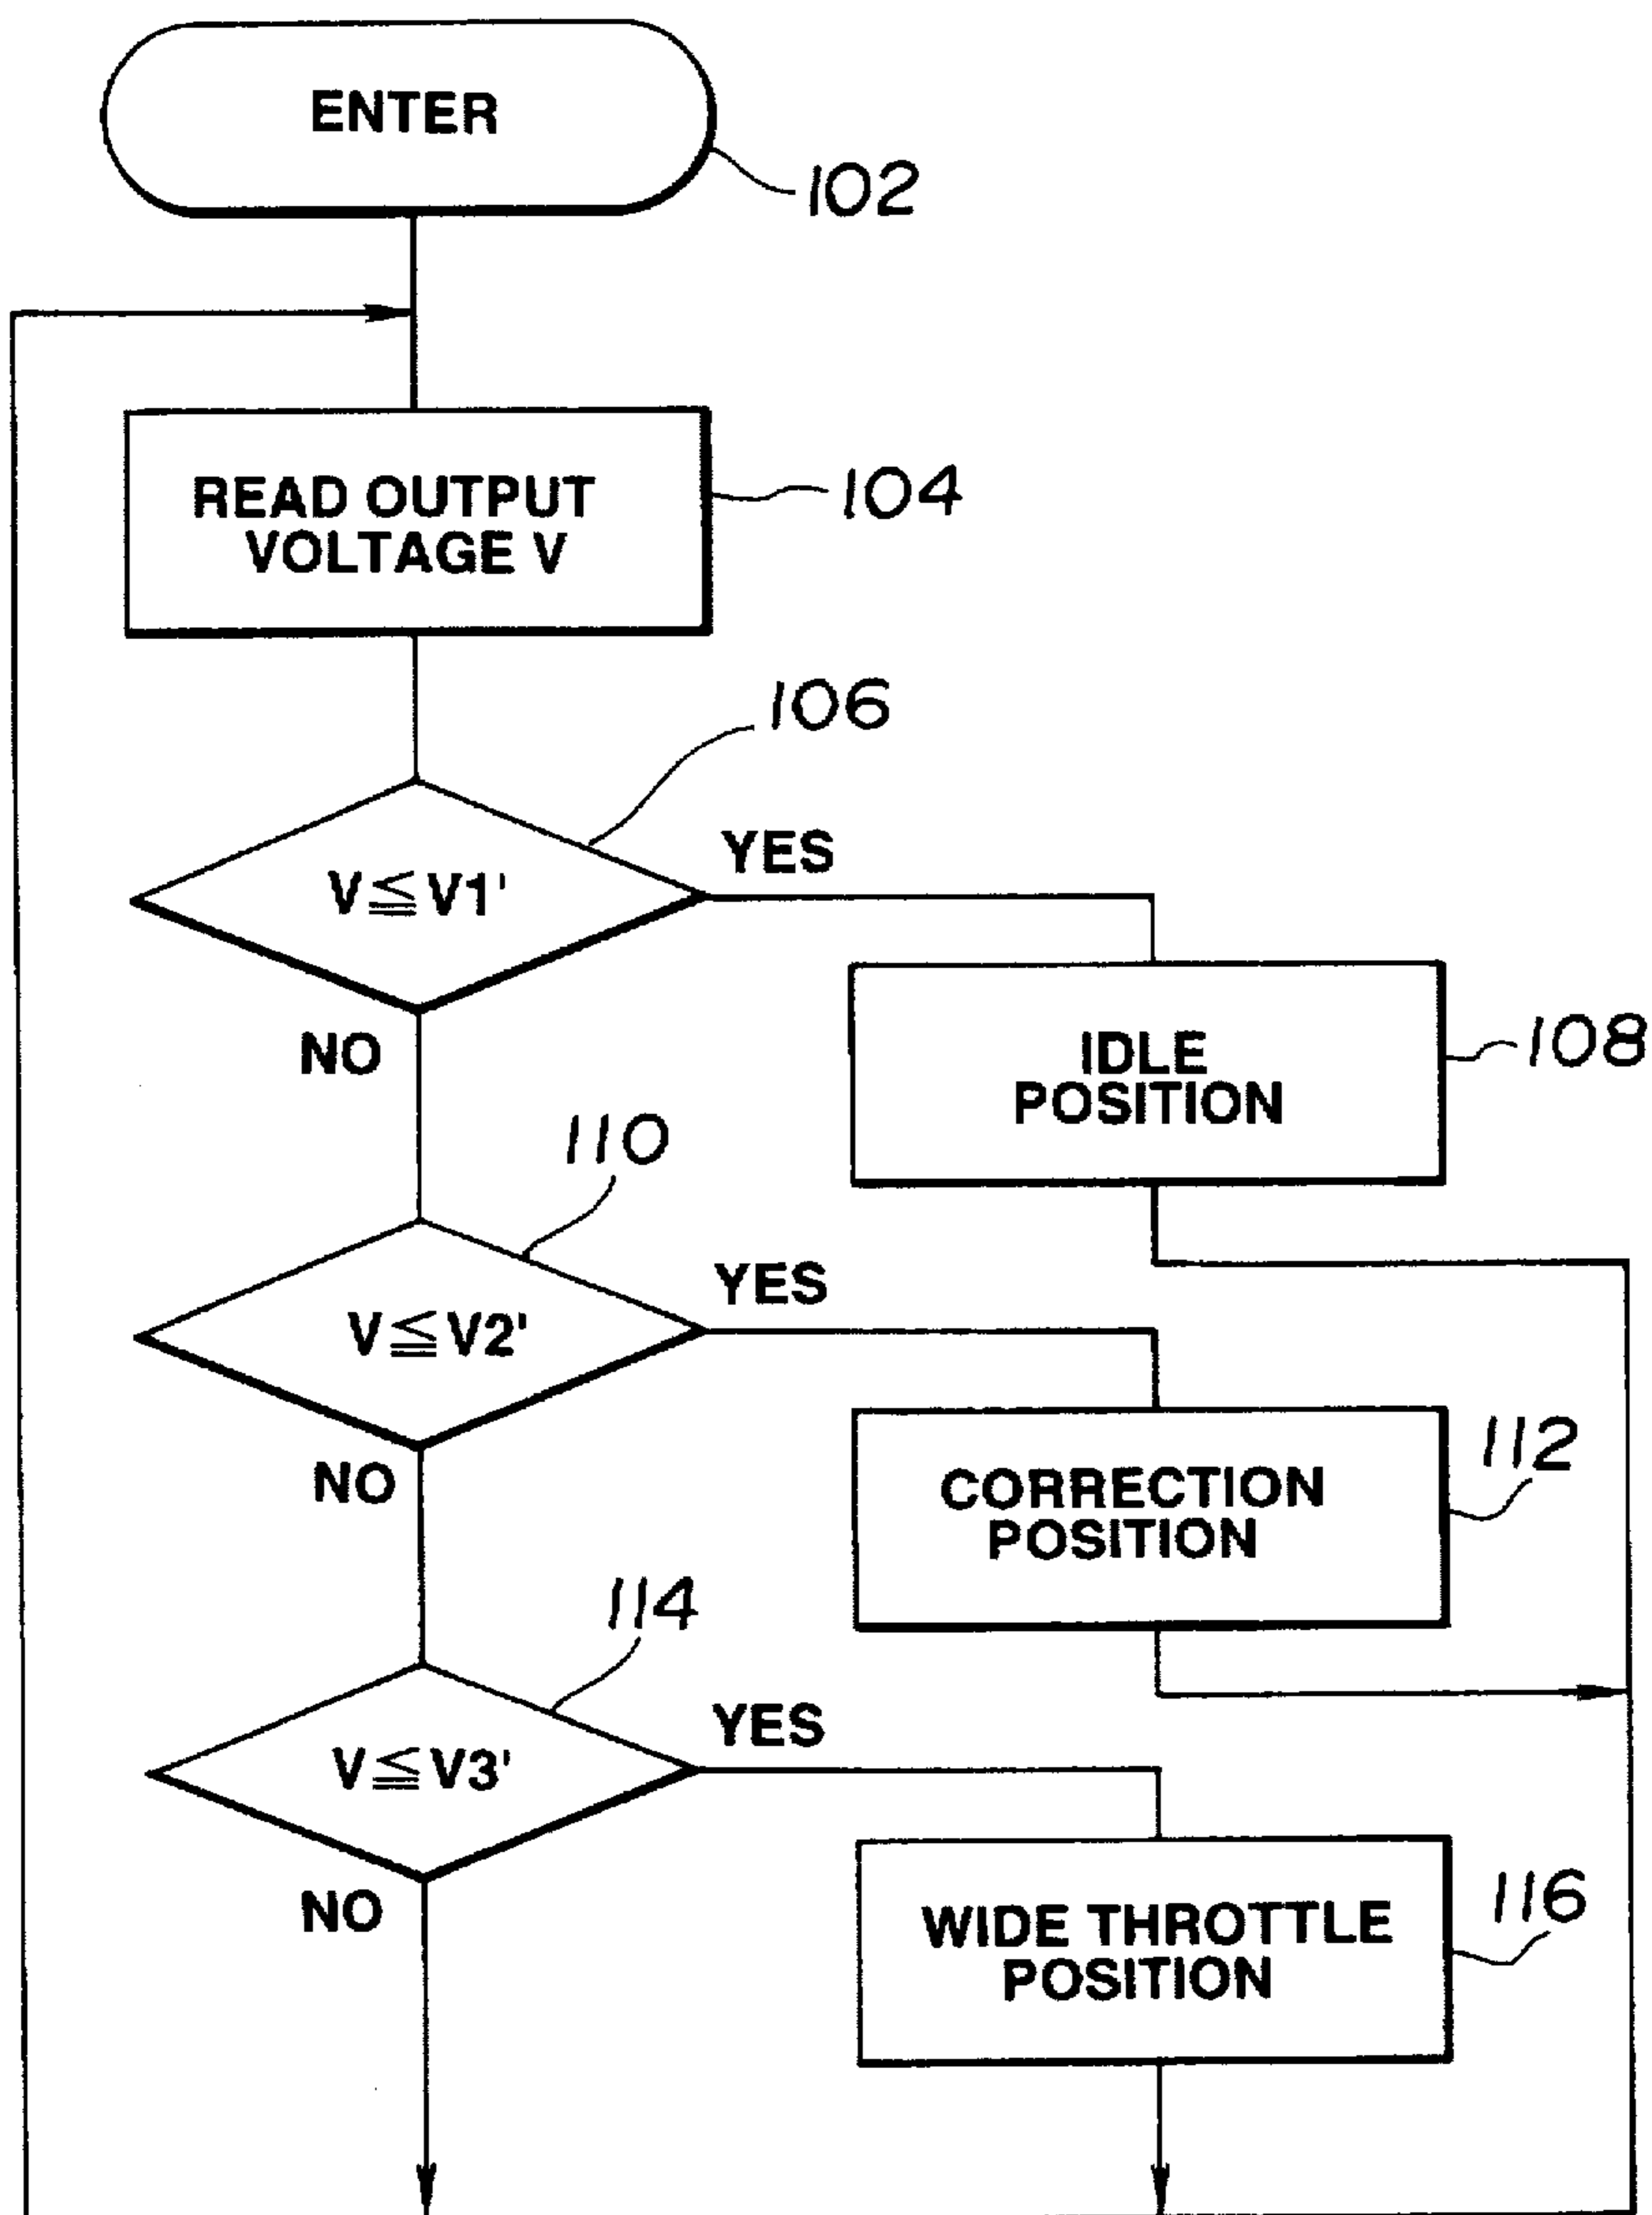 ENTER
102
READ OUTPUT
VOLTAGE V
104
106
V≦V1'
YES
NO
IDLE
POSITION
108
110
V≦V2'
YES
NO
CORRECTION
POSITION
112
114
V≦V3'
YES
NO
WIDE THROTTLE
POSITION
116